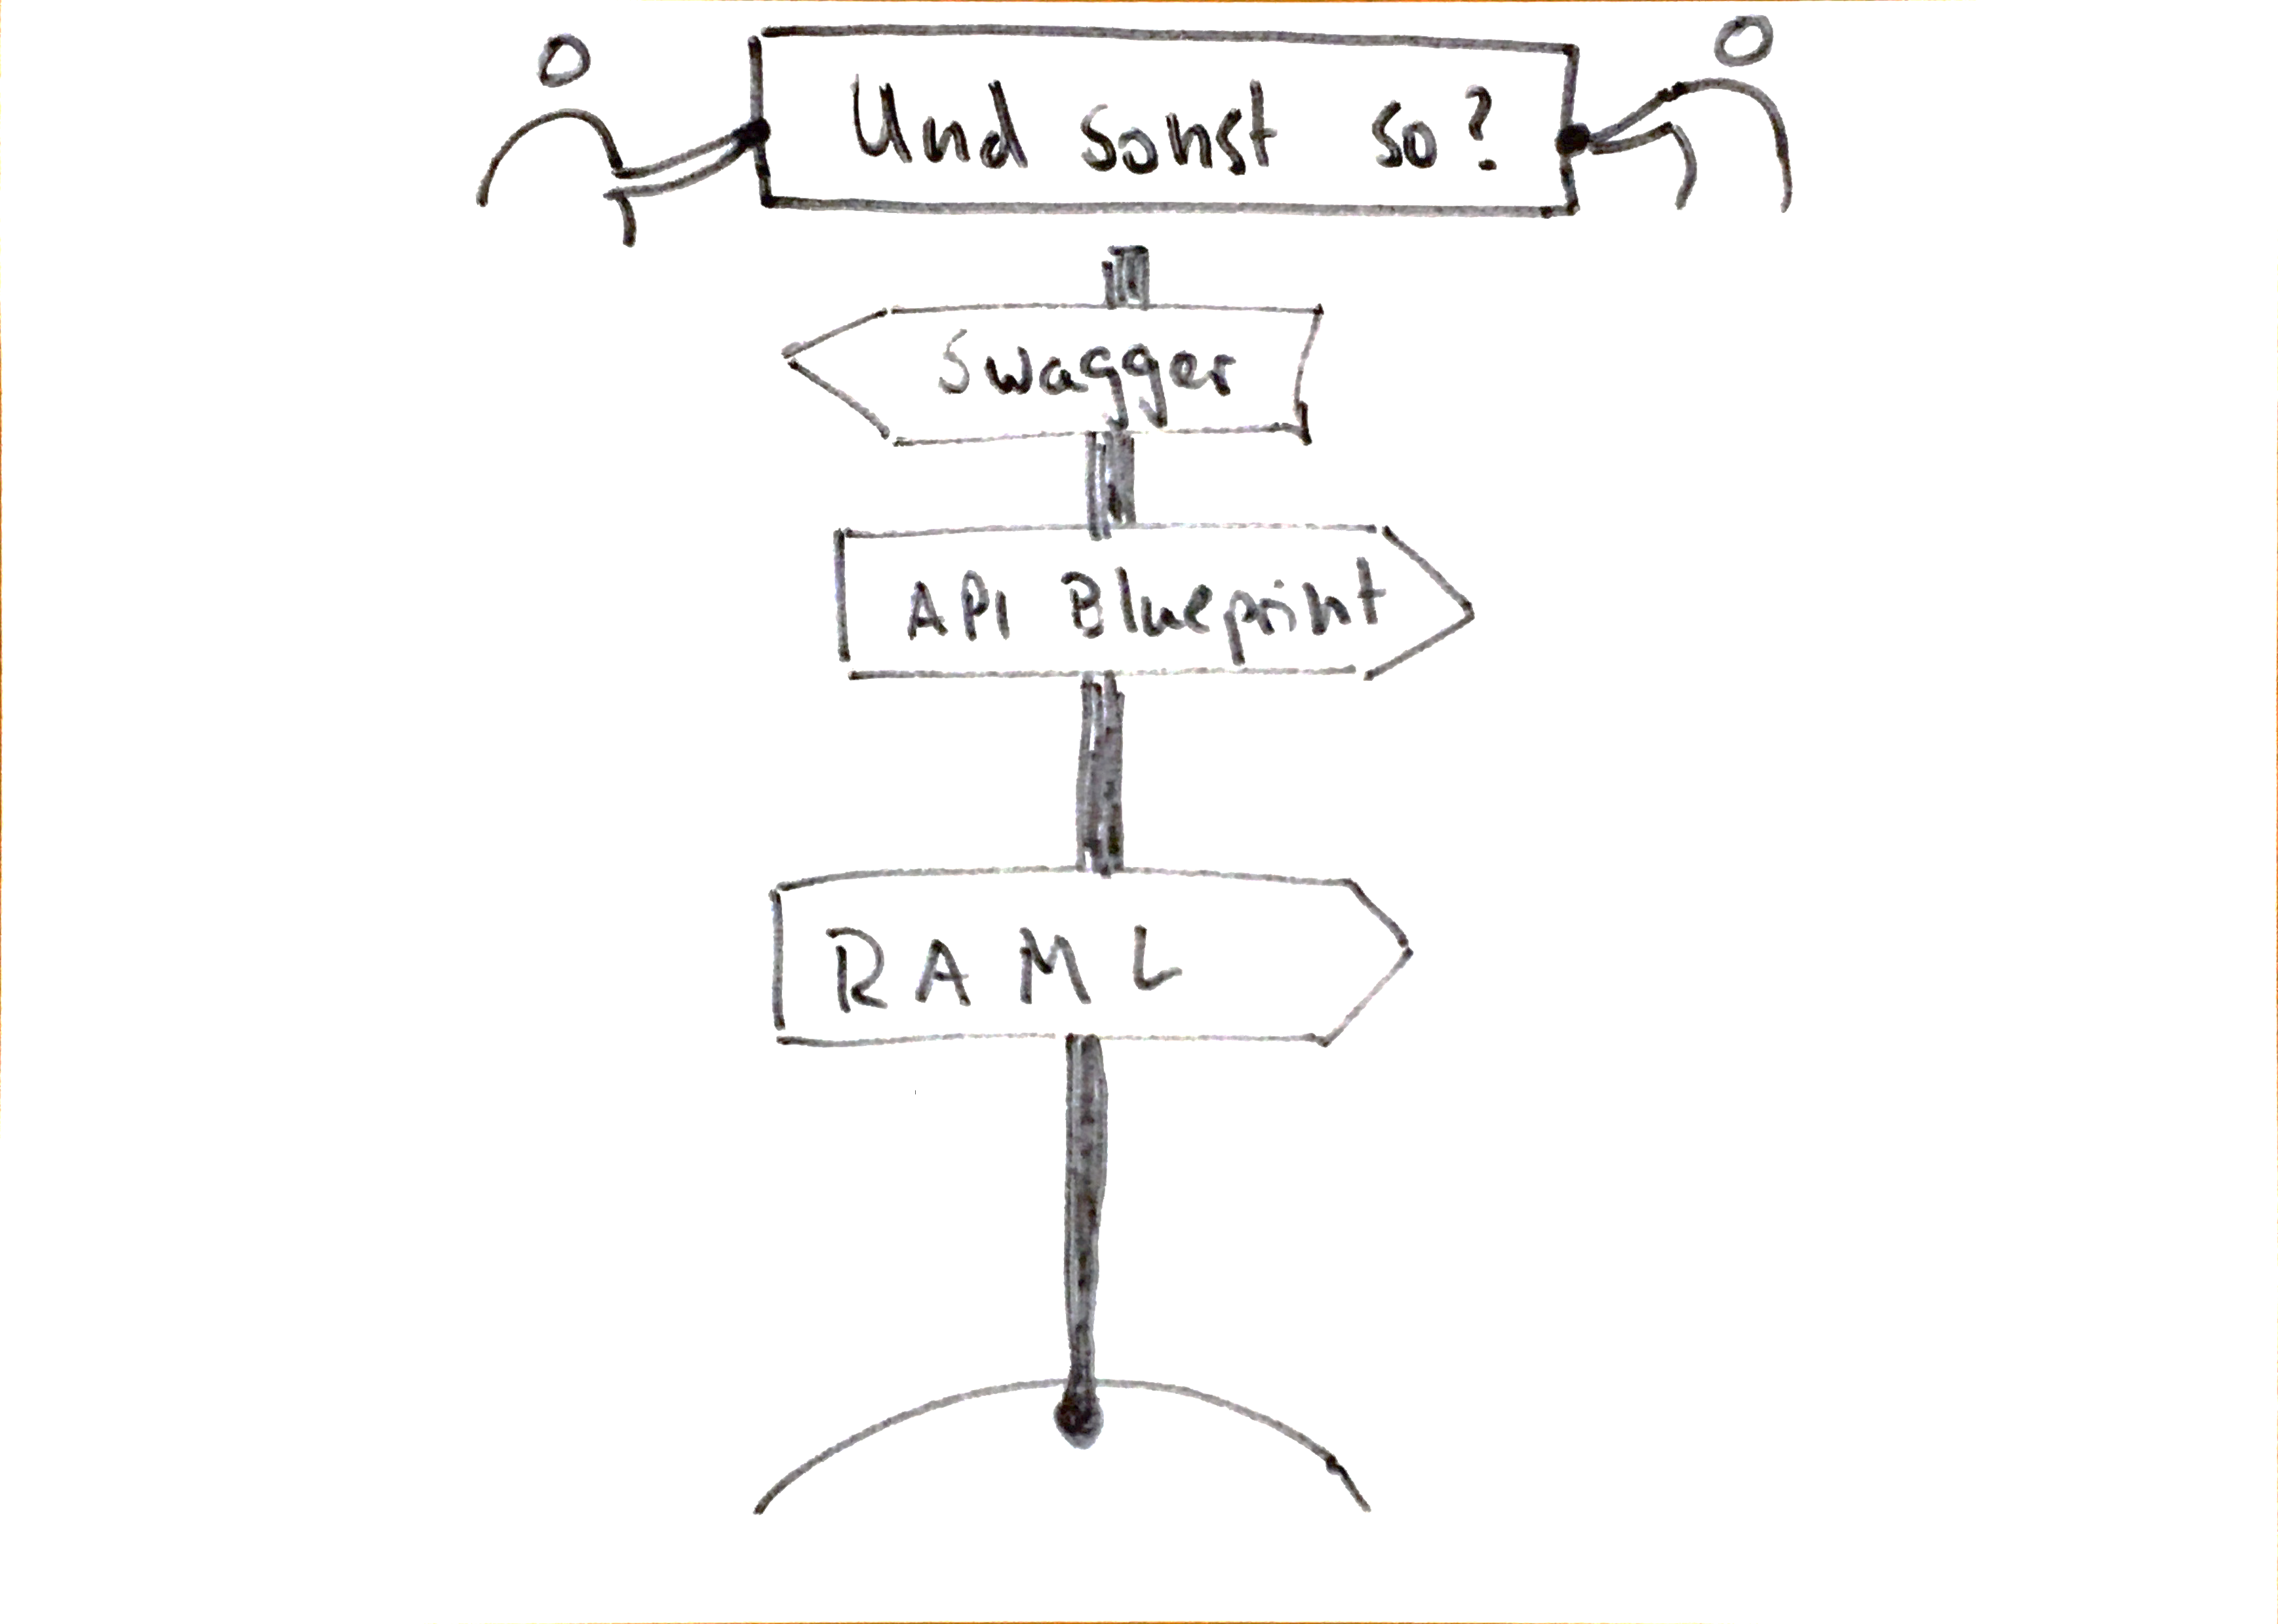 Und sonst so?
Swagger
API Blueprint
RAML